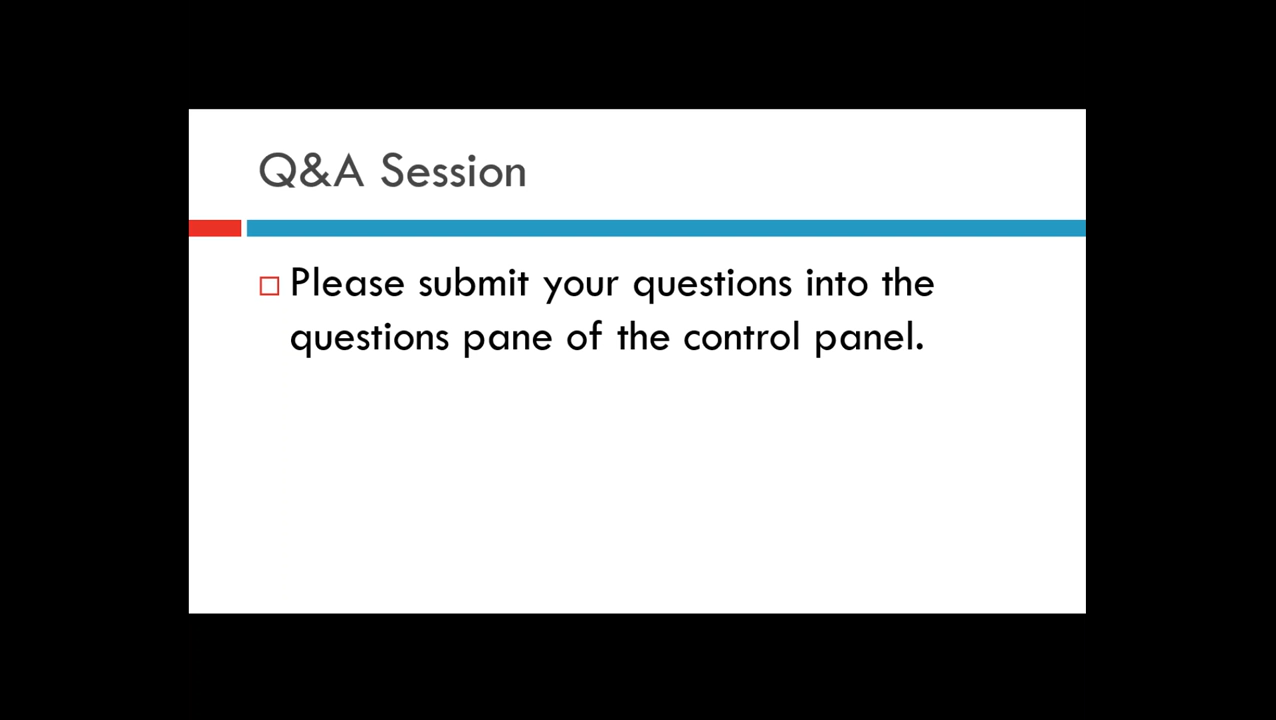 Q&A Session
Please submit your questions into the
questions pane of the control panel.